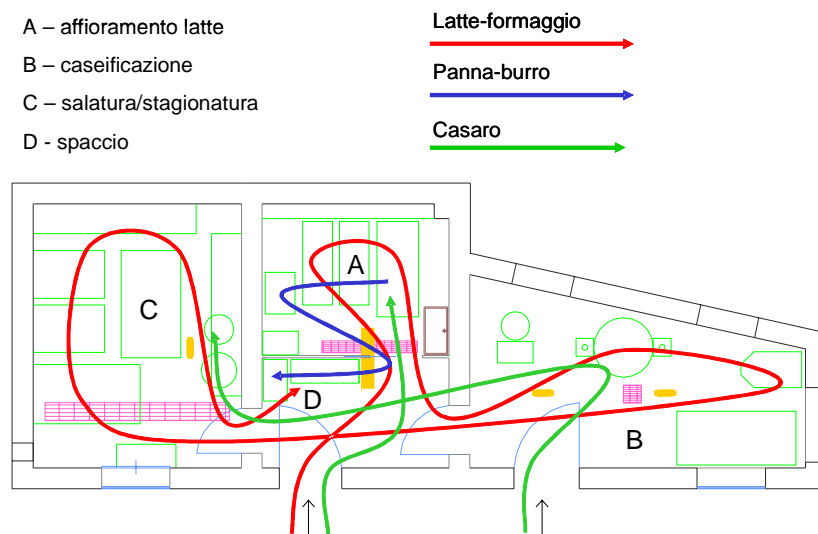 A – affioramento latte
B – caseificazione
C – salatura/stagionatura
D - spaccio
Latte-formaggio
Panna-burro
Casaro
A
C
D
B